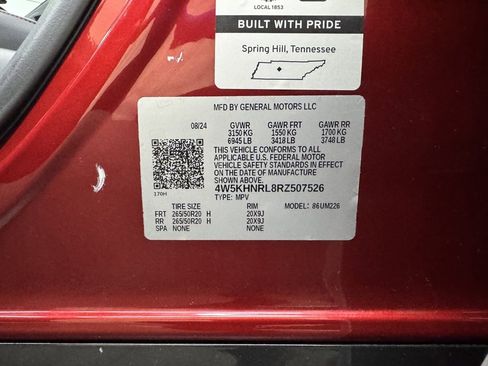 LOCAL 1853
BUILT WITH PRIDE
Spring Hill, Tennessee
MFD BY GENERAL MOTORS LLC
08/24 GVWR GAWR FRT GAWR RR
3150 KG 1550 KG 1700 KG
6945 LB 3418 LB 3748 LB
THIS VEHICLE CONFORMS TO ALL
APPLICABLE U.S. FEDERAL MOTOR
VEHICLE SAFETY STANDARDS IN EFFECT
ON THE DATE OF MANUFACTURE
SHOWN ABOVE.
4W5KHNRL8RZ507526
170H TYPE: MPV
TIRE SIZE RIM MODEL: 86UM226
FRT 265/50R20 H 20X9J
RR 265/50R20 H 20X9J
SPA NONE NONE